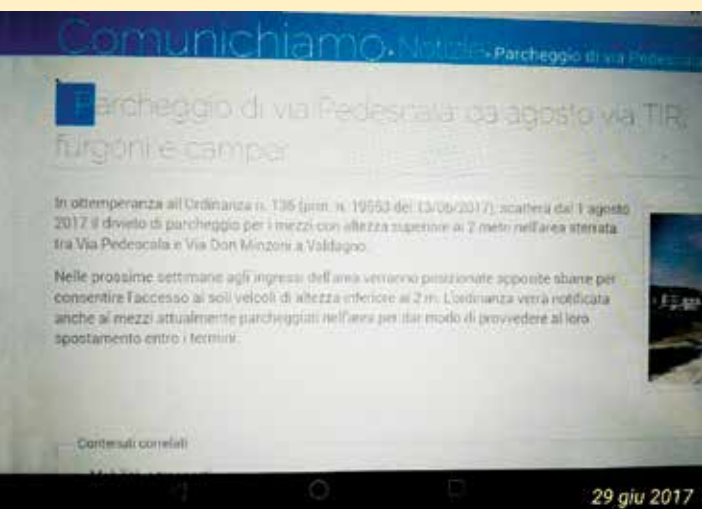 Comunichiamo. Notizie. Parcheggio di via Pedescala
Parcheggio di via Pedescala: da agosto via TIR,
furgoni e camper
In ottemperanza all'Ordinanza n. 136 (prot. n. del 13/06/2017), scatterà dal 1 agosto
2017 il divieto di parcheggio per i mezzi con altezza superiore ai 2 metri nell'area sterrata
tra Via Pedescala e Via Don Minzoni a Valdagno.
Nelle prossime settimane agli ingressi dell'area verranno posizionate apposite sbarre per
consentire l'accesso ai soli veicoli di altezza inferiore ai 2 m. L'ordinanza verrà notificata
anche ai mezzi attualmente parcheggiati nell'area per dar modo di provvedere al loro
spostamento entro i termini.
Contenuti correlati
29 giu 2017